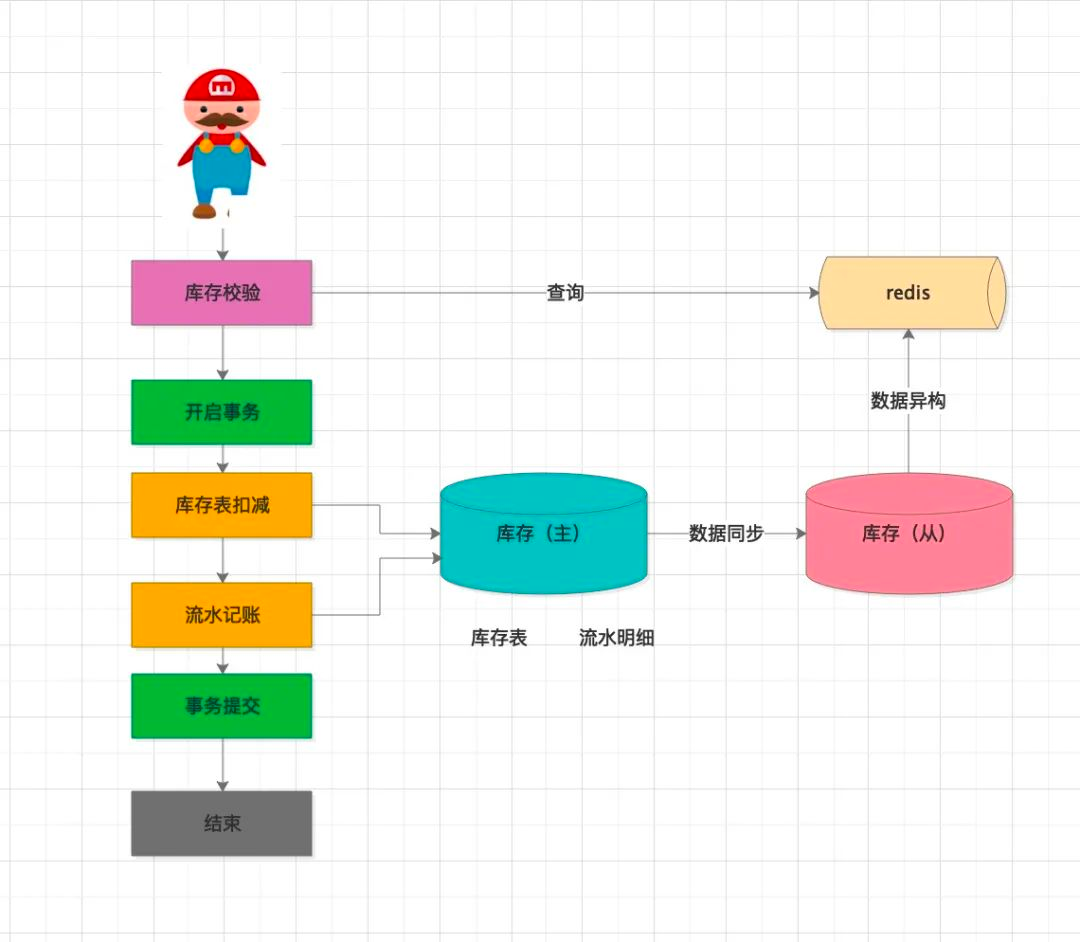 m
库存校验
查询
redis
开启事务
数据异构
库存表扣减
库存（主）
数据同步
库存（从）
流水记账
库存表
流水明细
事务提交
结束